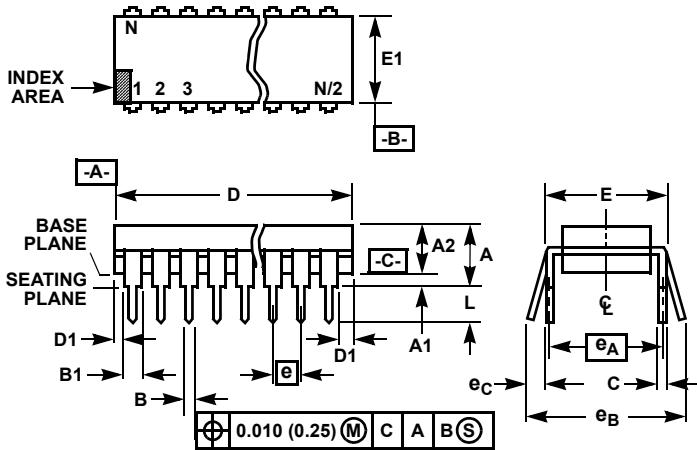 N
INDEX
AREA
1 2 3 N/2
E1
-B-
-A-
D
E
BASE
PLANE
A2
A
-C-
SEATING
PLANE
L
C
L
D1
A1
D1
e
eA
B1
eC
C
B
eB
0.010 (0.25) M C A B S